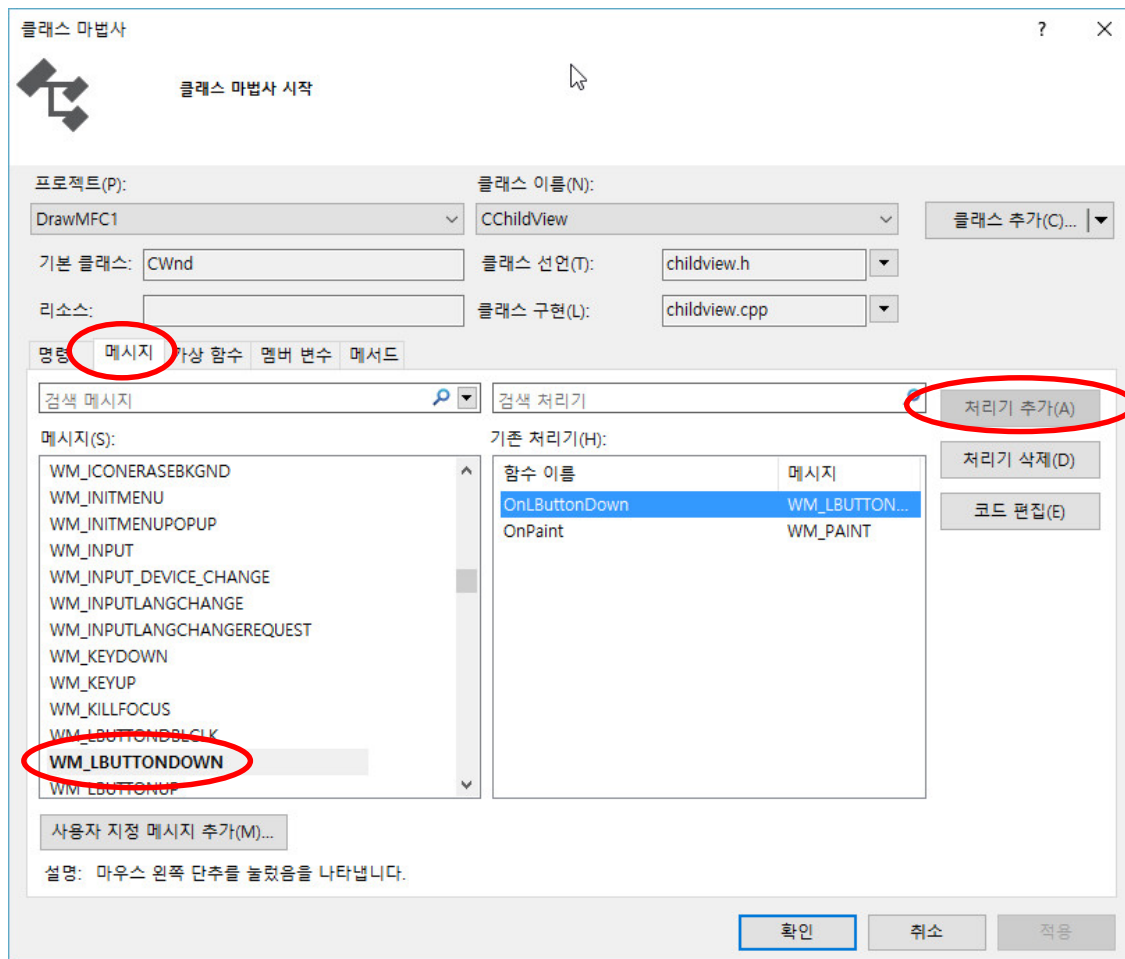 클래스 마법사
?
클래스 마법사 시작
프로젝트(P):
클래스 이름(N):
DrawMFC1
CChildView
클래스 추가(C)...
기본 클래스:
CWnd
클래스 선언(T):
childview.h
리소스:
클래스 구현(L):
childview.cpp
명령
메시지
가상 함수
멤버 변수
메서드
검색 메시지
검색 처리기
처리기 추가(A)
메시지(S):
기존 처리기(H):
처리기 삭제(D)
WM_ICONERASEBKGND
함수 이름
메시지
WM_INITMENU
OnLButtonDown
WM_LBUTTON...
코드 편집(E)
WM_INITMENUPOPUP
OnPaint
WM_PAINT
WM_INPUT
WM_INPUT_DEVICE_CHANGE
WM_INPUTLANGCHANGE
WM_INPUTLANGCHANGEREQUEST
WM_KEYDOWN
WM_KEYUP
WM_KILLFOCUS
WM_LBUTTONDBLCLK
WM_LBUTTONDOWN
WM_LBUTTONUP
사용자 지정 메시지 추가(M)...
설명: 마우스 왼쪽 단추를 눌렀음을 나타냅니다.
확인
취소
적용